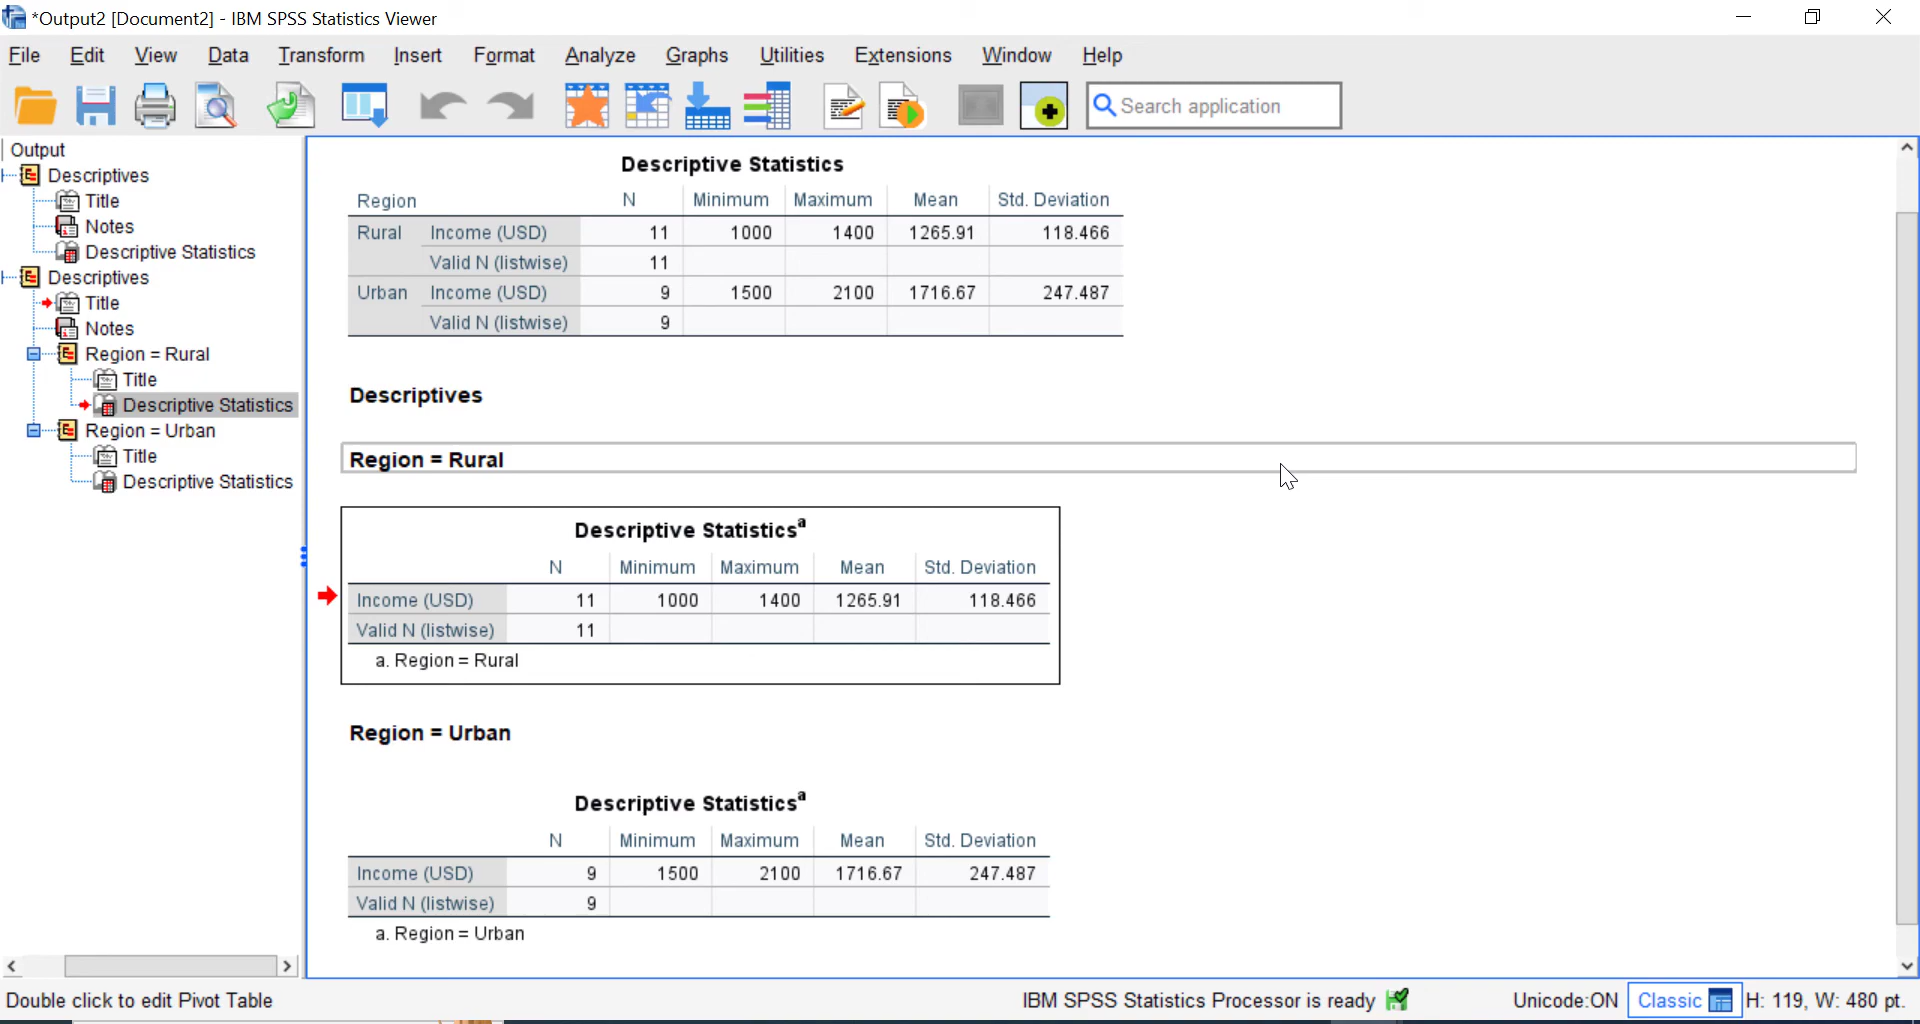 *Output2 [Document2] - IBM SPSS Statistics Viewer
File Edit View Data Transform Insert Format Analyze Graphs Utilities Extensions Window Help
Search application
Output
Descriptives
Title
Notes
Descriptive Statistics
Descriptives
Title
Notes
Region = Rural
Title
Descriptive Statistics
Region = Urban
Title
Descriptive Statistics
Descriptive Statistics
Region N Minimum Maximum Mean Std. Deviation
Rural Income (USD) 11 1000 1400 1265.91 118.466
Valid N (listwise) 11
Urban Income (USD) 9 1500 2100 1716.67 247.487
Valid N (listwise) 9
Descriptives
Region = Rural
Descriptive Statisticsa
N Minimum Maximum Mean Std. Deviation
Income (USD) 11 1000 1400 1265.91 118.466
Valid N (listwise) 11
a. Region = Rural
Region = Urban
Descriptive Statisticsa
N Minimum Maximum Mean Std. Deviation
Income (USD) 9 1500 2100 1716.67 247.487
Valid N (listwise) 9
a. Region = Urban
Double click to edit Pivot Table IBM SPSS Statistics Processor is ready Unicode:ON Classic H: 119, W: 480 pt.